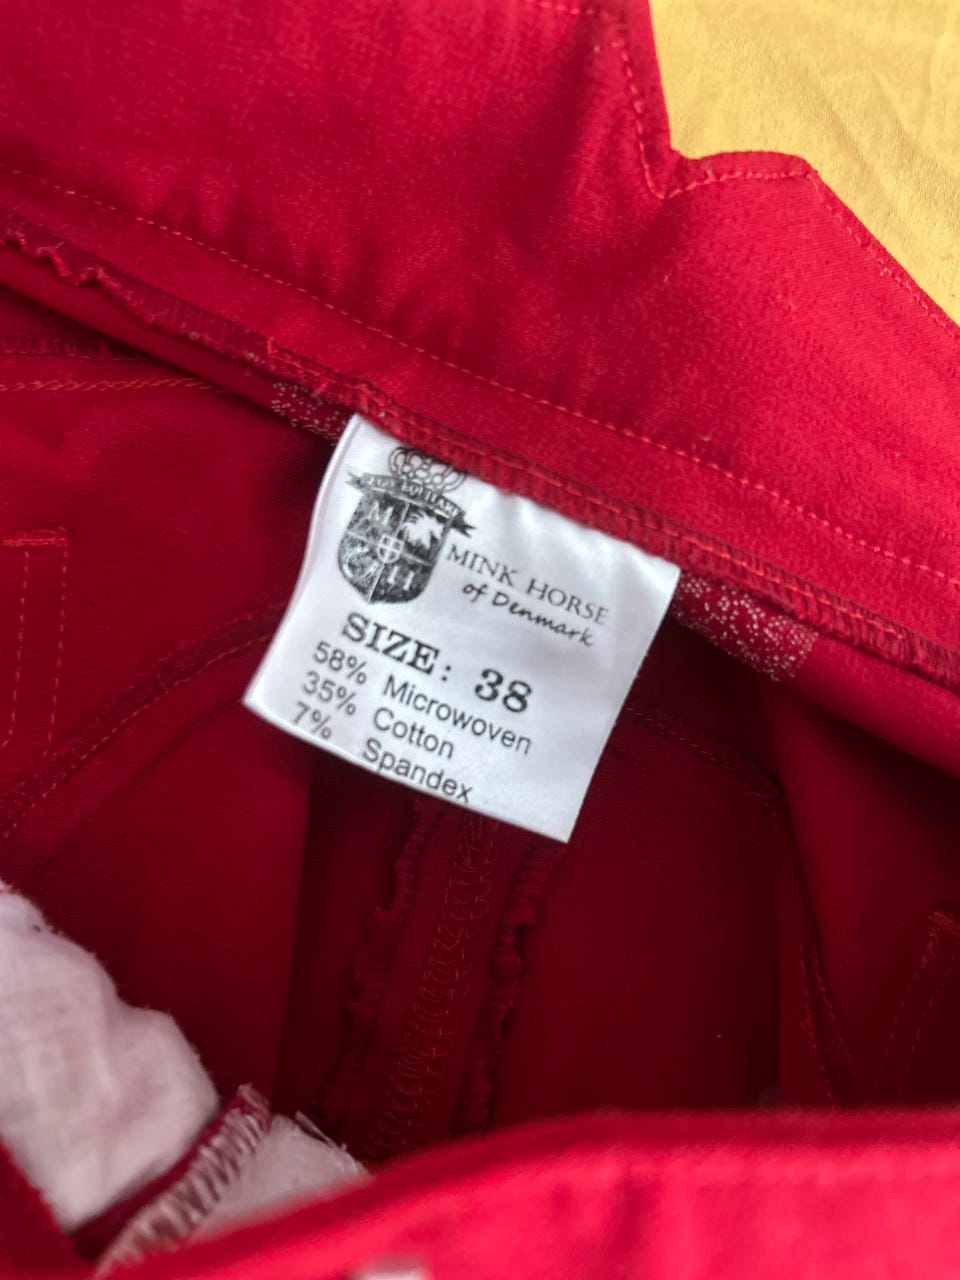 M
H
MINK HORSE
of Denmark
SIZE: 38
58% Microwoven
35% Cotton
7% Spandex